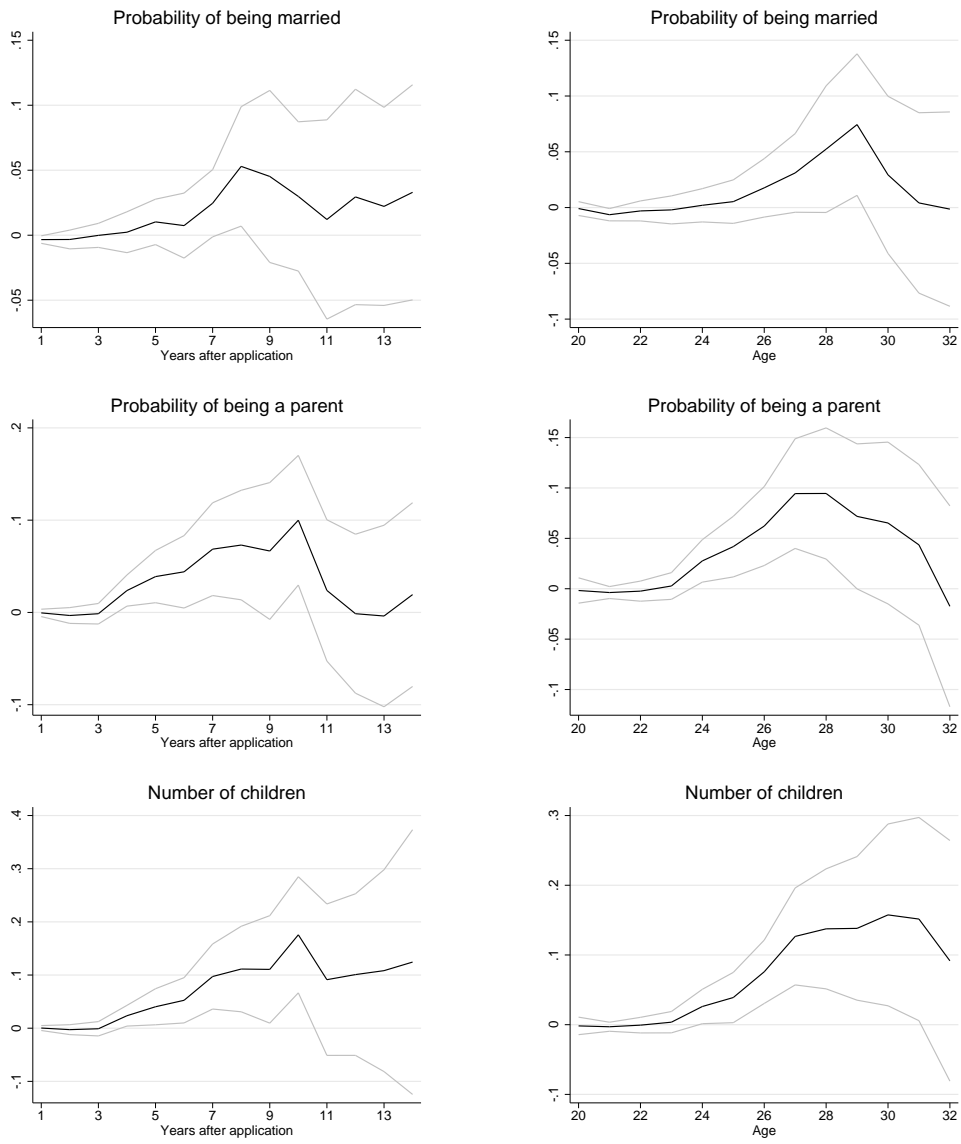 Probability of being married
.15
.1
.05
0
-.05
1 3 5 7 9 11 13
Years after application
Probability of being married
.15
.1
.05
0
-.05
-.1
20 22 24 26 28 30 32
Age
Probability of being a parent
.2
.1
0
-.1
1 3 5 7 9 11 13
Years after application
Probability of being a parent
.15
.1
.05
0
-.05
-.1
20 22 24 26 28 30 32
Age
Number of children
.4
.3
.2
.1
0
-.1
1 3 5 7 9 11 13
Years after application
Number of children
.3
.2
.1
0
-.1
20 22 24 26 28 30 32
Age